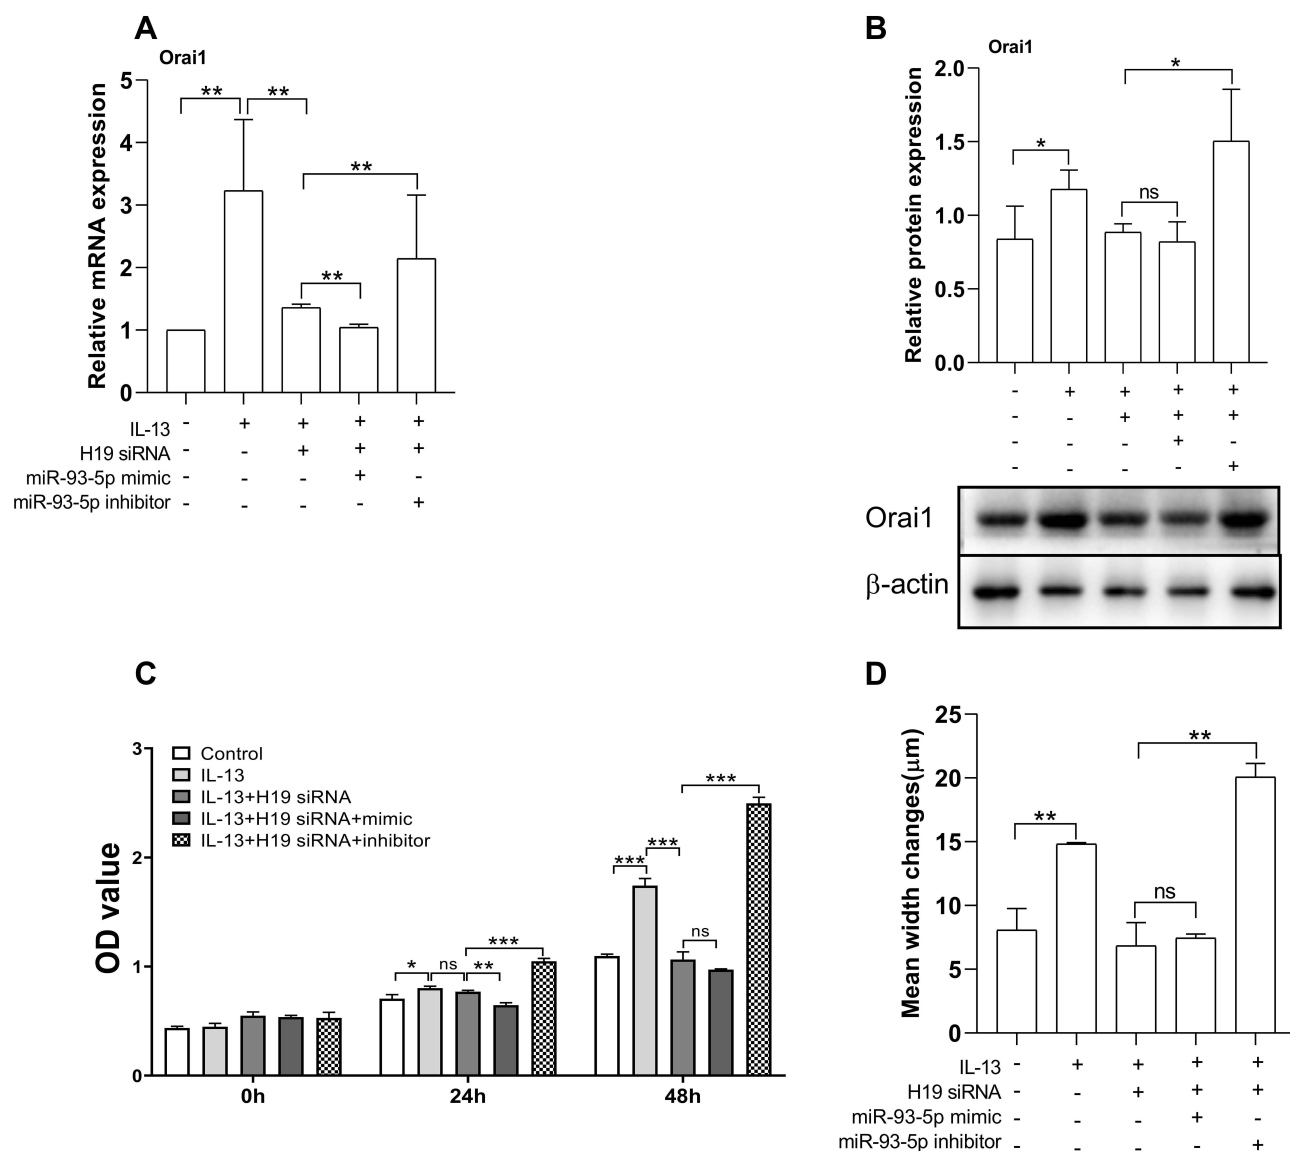 A
Orai1
Relative mRNA expression
5
4
3
2
1
0
** **
**
**
IL-13 - + + + +
H19 siRNA - - + + +
miR-93-5p mimic - - - + -
miR-93-5p inhibitor - - - - +
B
Orai1
Relative protein expression
2.0
1.5
1.0
0.5
0.0
*
*
ns
- + + + +
- - + + +
- - - + -
- - - - +
Orai1
β-actin
C
OD value
3
2
1
0
Control
IL-13
IL-13+H19 siRNA
IL-13+H19 siRNA+mimic
IL-13+H19 siRNA+inhibitor
***
***
***
ns
***
* ns **
0h 24h 48h
D
Mean width changes(μm)
25
20
15
10
5
0
**
**
ns
IL-13 - + + + +
H19 siRNA - - + + +
miR-93-5p mimic - - - + -
miR-93-5p inhibitor - - - - +